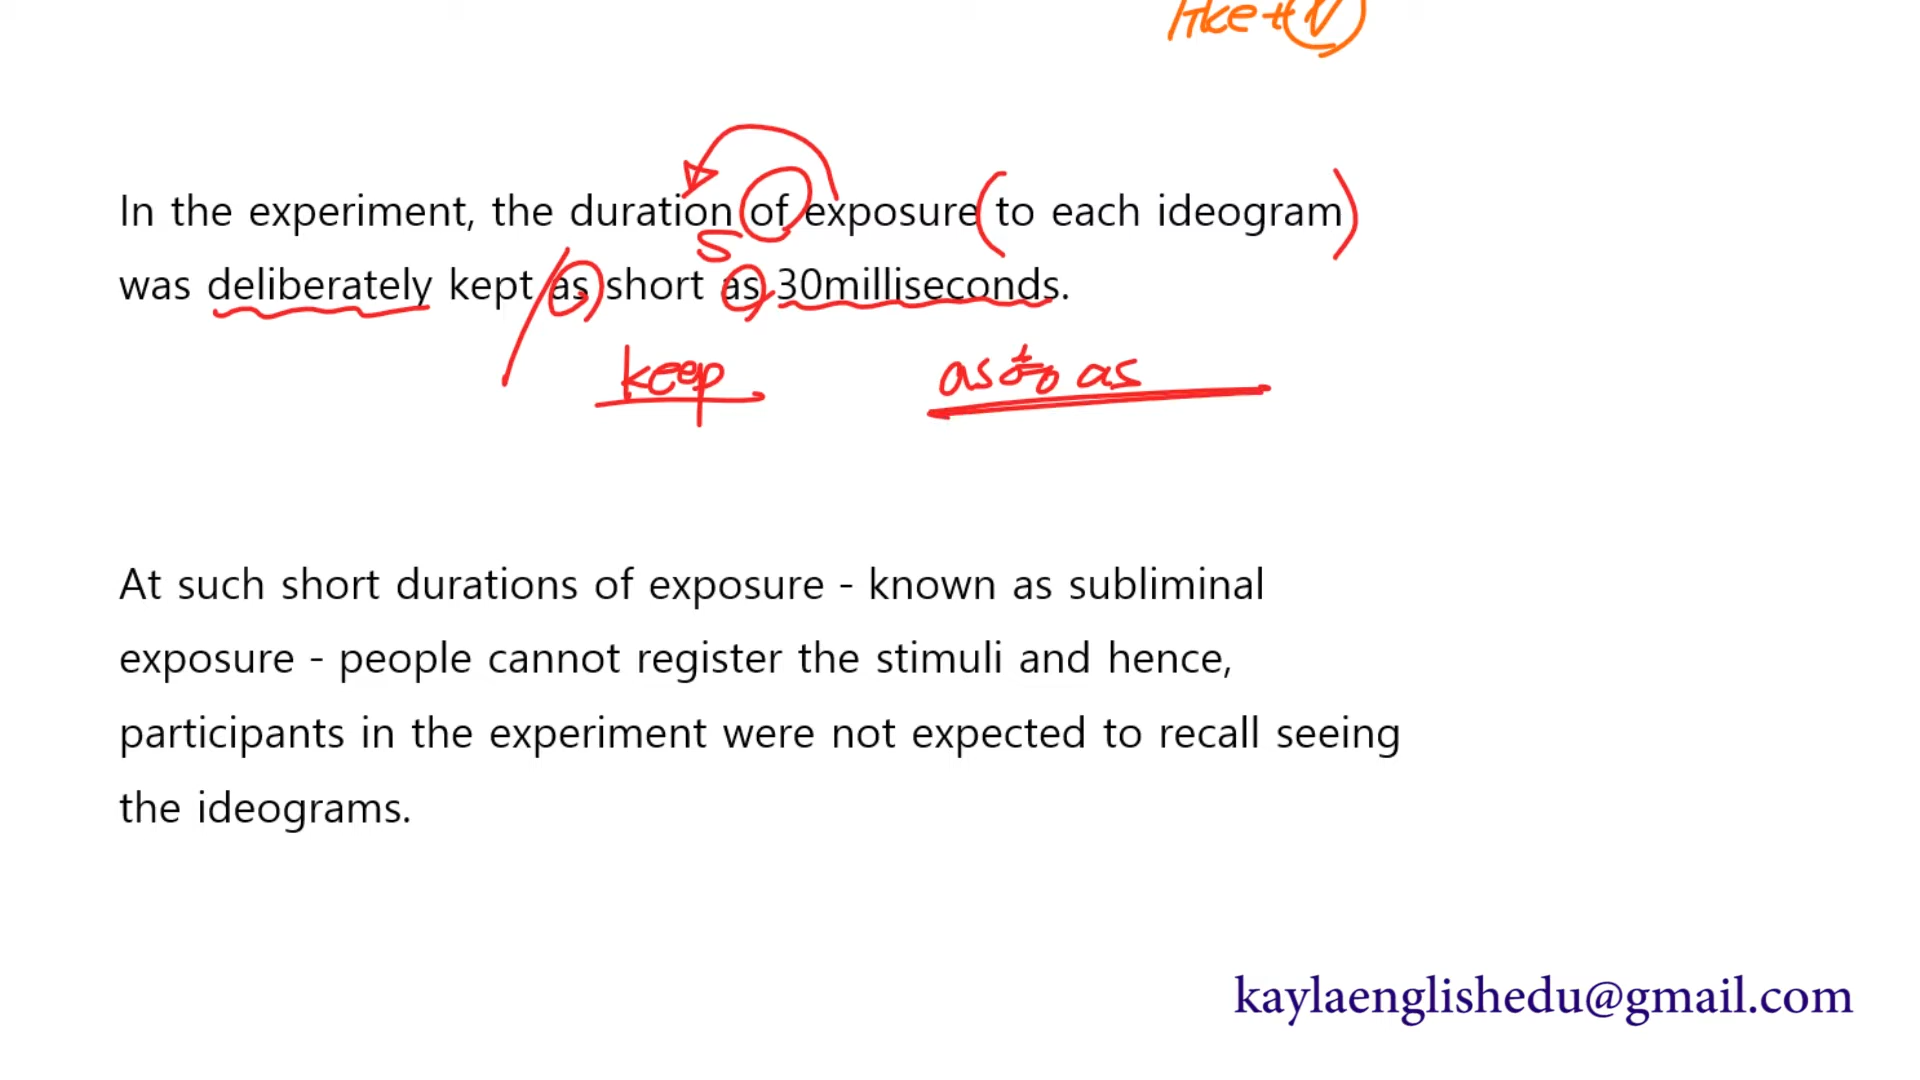 like + V
In the experiment, the duration of exposure (to each ideogram)
S
was deliberately kept as short as 30milliseconds.
keep as as
At such short durations of exposure - known as subliminal
exposure - people cannot register the stimuli and hence,
participants in the experiment were not expected to recall seeing
the ideograms.
kaylaenglishedu@gmail.com